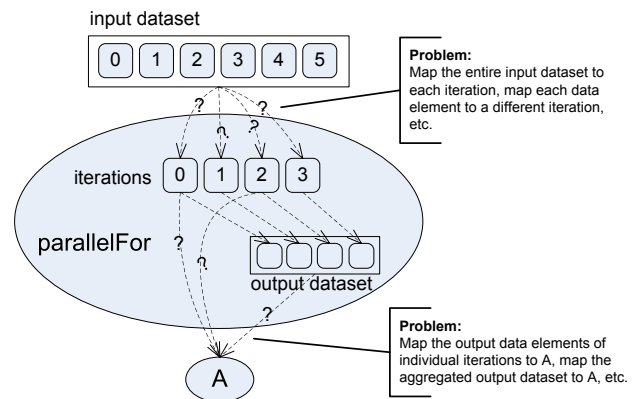 input dataset
0 1 2 3 4 5
Problem:
Map the entire input dataset to
each iteration, map each data
element to a different iteration,
etc.
? ? ? ?
iterations 0 1 2 3
parallelFor
? ?
output dataset
?
Problem:
Map the output data elements of
individual iterations to A, map the
aggregated output dataset to A, etc.
A